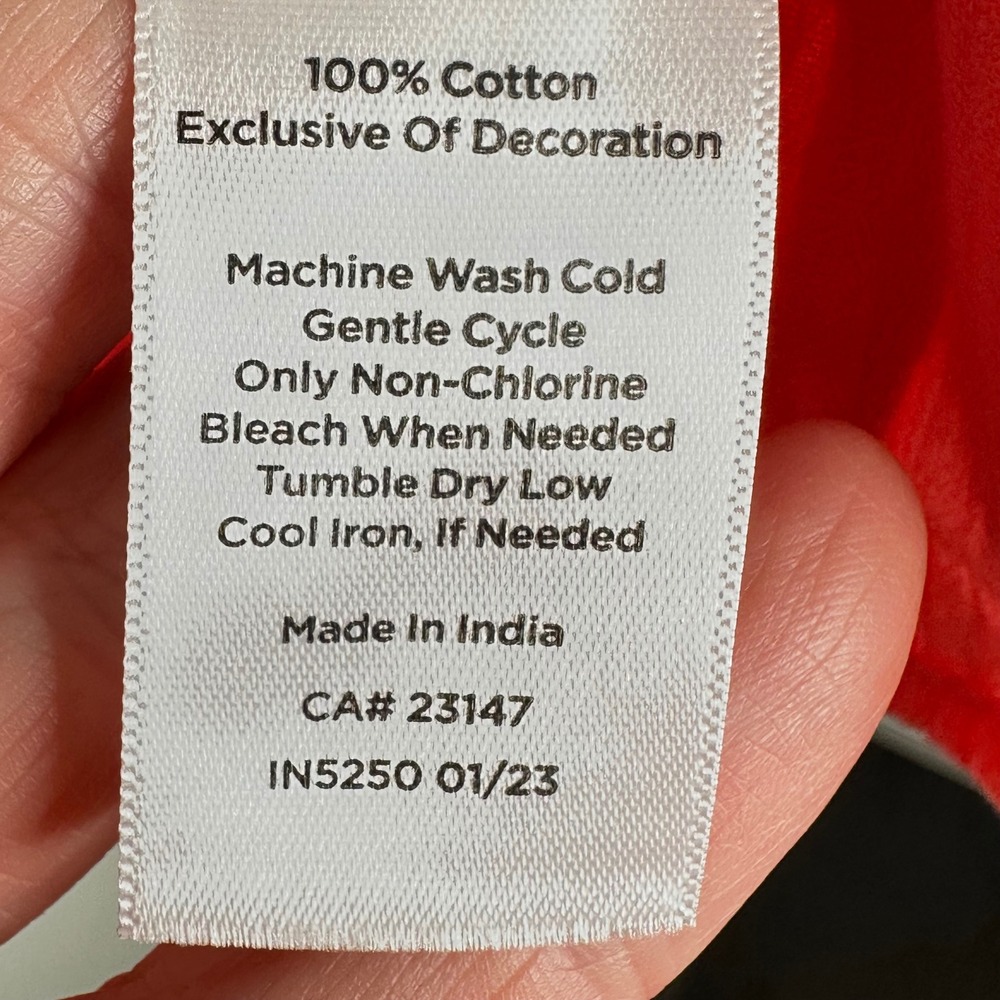 100% Cotton
Exclusive Of Decoration
Machine Wash Cold
Gentle Cycle
Only Non-Chlorine
Bleach When Needed
Tumble Dry Low
Cool Iron, If Needed
Made In India
CA# 23147
IN5250 01/23